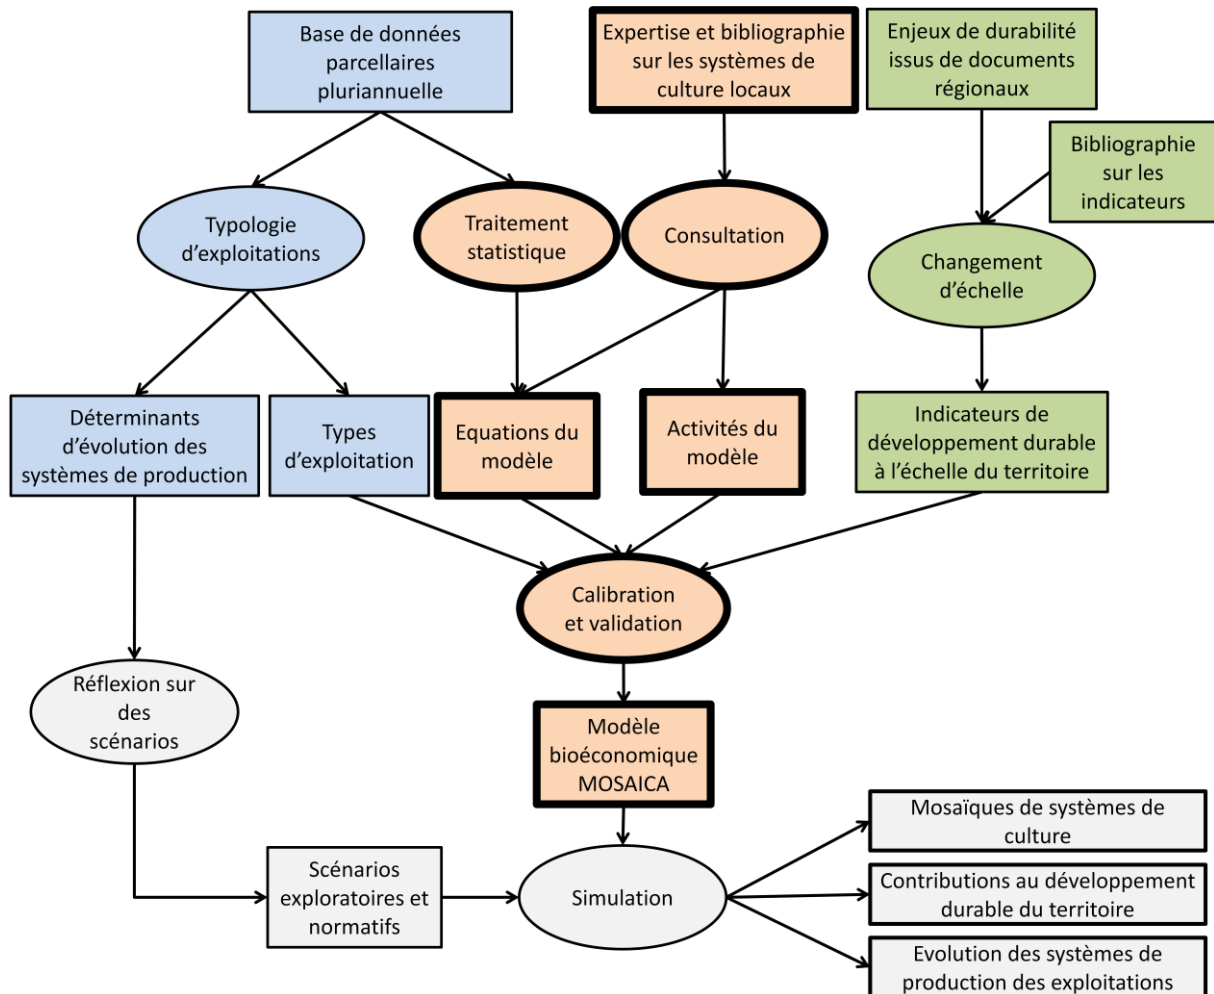 Base de données
parcellaires
pluriannuelle
Expertise et bibliographie
sur les systèmes de
culture locaux
Enjeux de durabilité
issus de documents
régionaux
Bibliographie
sur les
indicateurs
Typologie
d’exploitations
Traitement
statistique
Consultation
Changement
d’échelle
Déterminants
d’évolution des
systèmes de production
Types
d’exploitation
Equations du
modèle
Activités du
modèle
Indicateurs de
développement durable
à l’échelle du territoire
Calibration
et validation
Réflexion sur
des
scénarios
Modèle
bioéconomique
MOSAICA
Scénarios
exploratoires et
normatifs
Simulation
Mosaïques de systèmes de
culture
Contributions au développement
durable du territoire
Evolution des systèmes de
production des exploitations